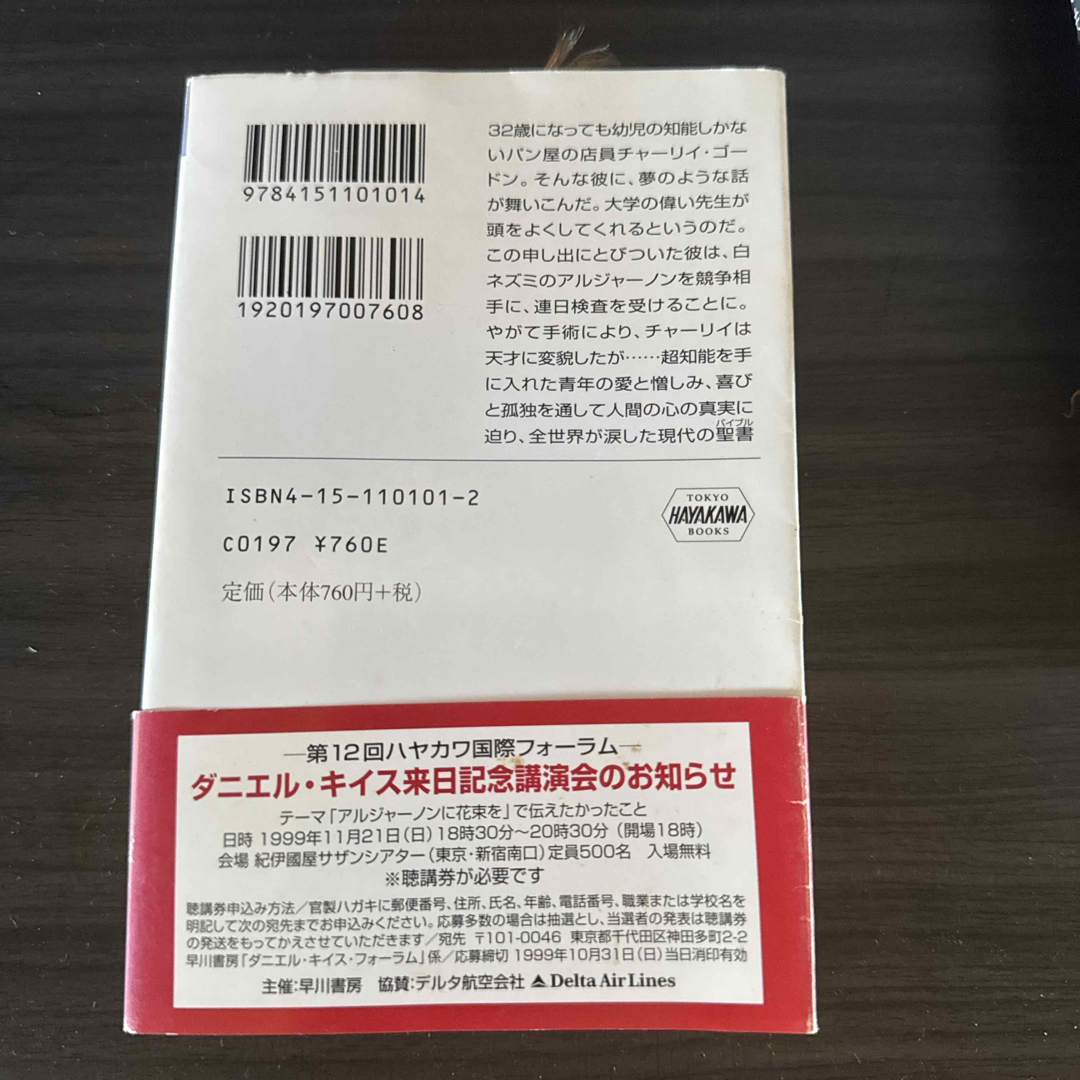 9784151101014
1920197007608
32歳になっても幼児の知能しかな
いパン屋の店員チャーリイ・ゴー
ドン。そんな彼に、夢のような話
が舞いこんだ。大学の偉い先生が
頭をよくしてくれるというのだ。
この申し出にとびついた彼は、白
ネズミのアルジャーノンを競争相
手に、連日検査を受けることに。
やがて手術により、チャーリイは
天才に変貌したが……超知能を手
に入れた青年の愛と憎しみ、喜び
と孤独を通して人間の心の真実に
バイブル
迫り、全世界が涙した現代の聖書
ISBN4-15-110101-2
C0197 ¥760E
定価(本体760円+税)
TOKYO
HAYAKAWA
BOOKS
―第12回ハヤカワ国際フォーラム―
ダニエル・キイス来日記念講演会のお知らせ
テーマ「アルジャーノンに花束を」で伝えたかったこと
日時 1999年11月21日(日)18時30分～20時30分(開場18時)
会場 紀伊國屋サザンシアター(東京・新宿南口)定員500名 入場無料
※聴講券が必要です
聴講券申込み方法／官製ハガキに郵便番号、住所、氏名、年齢、電話番号、職業または学校名を
明記して次の宛先までお申込みください。応募多数の場合は抽選とし、当選者の発表は聴講券
の発送をもってかえさせていただきます／宛先 〒101-0046 東京都千代田区神田多町2-2
早川書房「ダニエル・キイス・フォーラム」係／応募締切 1999年10月31日(日)当日消印有効
主催:早川書房 協賛:デルタ航空会社 Delta Air Lines